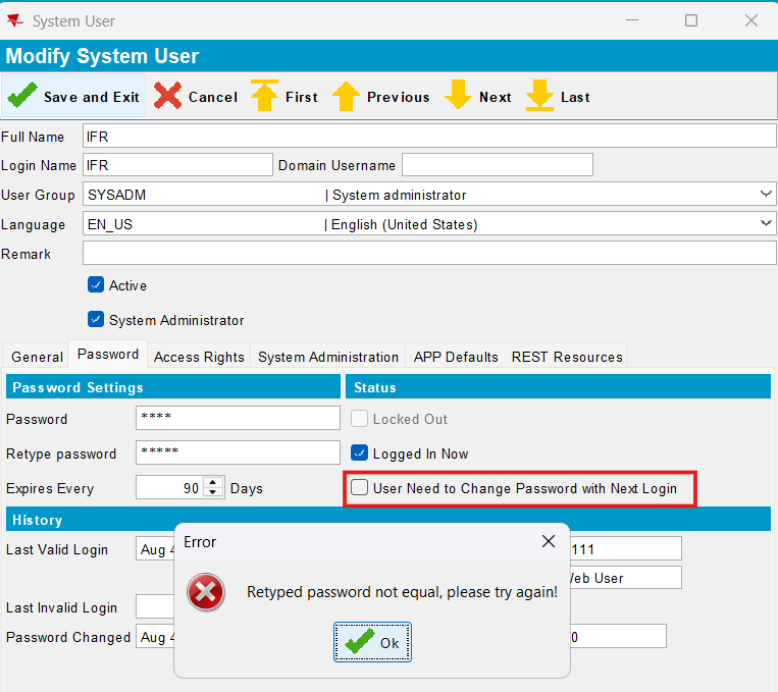 System User
Modify System User
Save and Exit Cancel First Previous Next Last
Full Name IFR
Login Name IFR Domain Username
User Group SYSADM | System administrator
Language EN_US | English (United States)
Remark
Active
System Administrator
General Password Access Rights System Administration APP Defaults REST Resources
Password Settings Status
Password **** Locked Out
Retype password ***** Logged In Now
Expires Every 90 Days User Need to Change Password with Next Login
History
Error
Last Valid Login Aug 111
User
Retyped password not equal, please try again!
Last Invalid Login
Password Changed Aug 0
Ok